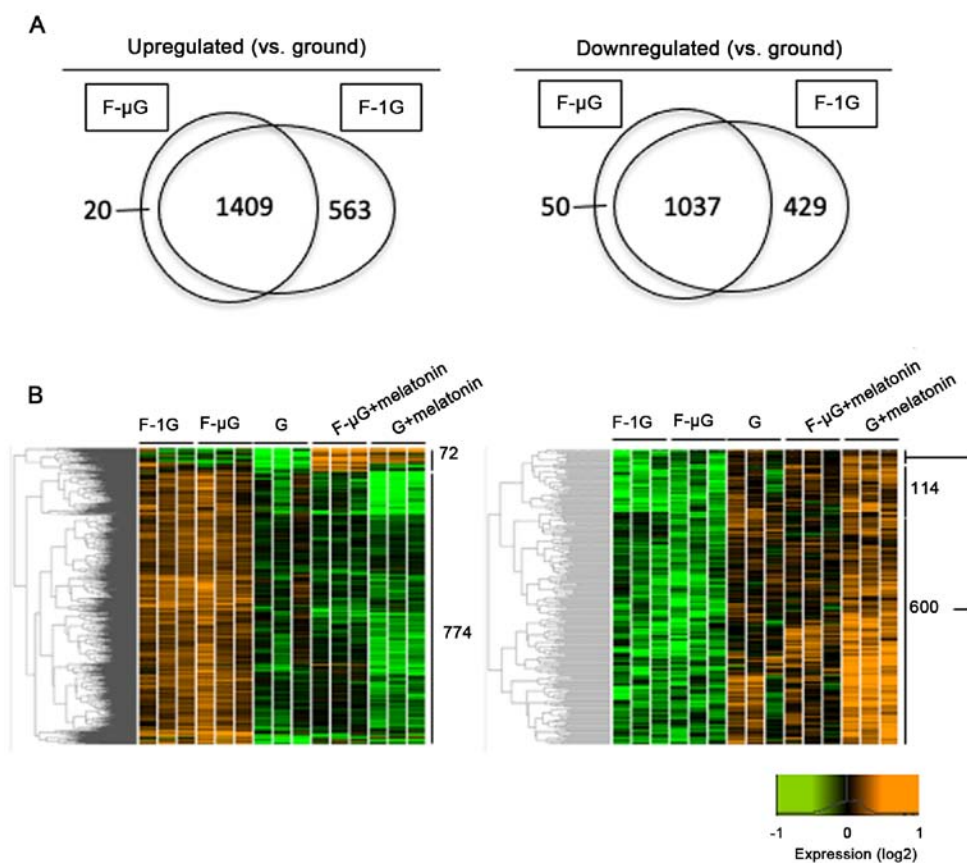 A
Upregulated (vs. ground)
F-µG
F-1G
20
1409
563
Downregulated (vs. ground)
F-µG
F-1G
50
1037
429
B
F-1G
F-µG
G
F-µG+melatonin
G+melatonin
72
774
F-1G
F-µG
G
F-µG+melatonin
G+melatonin
114
600
-1
0
1
Expression (log2)